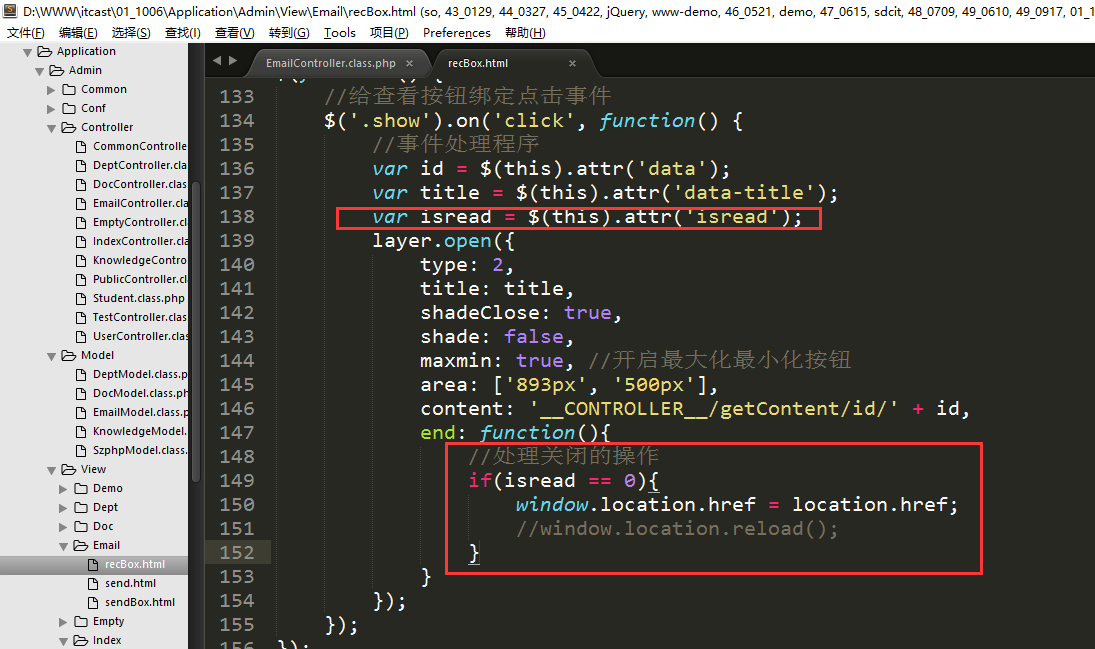 D:\WWW\itcast\01_1006\Application\Admin\View\Email\recBox.html (so, 43_0129, 44_0327, 45_0422, jQuery, www-demo, 46_0521, demo, 47_0615, sdcit, 48_0709, 49_0610, 49_0917, 01_1
文件(F) 编辑(E) 选择(S) 查找(I) 查看(V) 转到(G) Tools 项目(P) Preferences 帮助(H)
Application
Admin
Common
Conf
Controller
CommonControlle
DeptController.cla
DocController.clas
EmailController.cla
EmptyController.cl
IndexController.cla
KnowledgeContro
PublicController.cl
Student.class.php
TestController.clas
UserController.clas
Model
DeptModel.class.p
DocModel.class.ph
EmailModel.class.p
KnowledgeModel.
SzphpModel.class.
View
Demo
Dept
Doc
Email
recBox.html
send.html
sendBox.html
Empty
Index
EmailController.class.php × recBox.html ×
133 //给查看按钮绑定点击事件
134 $('.show').on('click', function() {
135 //事件处理程序
136 var id = $(this).attr('data');
137 var title = $(this).attr('data-title');
138 var isread = $(this).attr('isread');
139 layer.open({
140 type: 2,
141 title: title,
142 shadeClose: true,
143 shade: false,
144 maxmin: true, //开启最大化最小化按钮
145 area: ['893px', '500px'],
146 content: '__CONTROLLER__/getContent/id/' + id,
147 end: function(){
148 //处理关闭的操作
149 if(isread == 0){
150 window.location.href = location.href;
151 //window.location.reload();
152 }
153 }
154 });
155 });
156 });